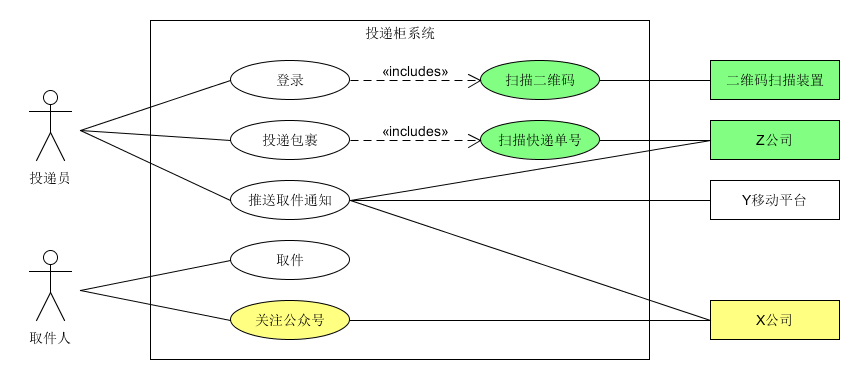 投递柜系统
登录
«includes»
扫描二维码
二维码扫描装置
投递员
投递包裹
«includes»
扫描快递单号
Z公司
推送取件通知
Y移动平台
取件人
取件
关注公众号
X公司